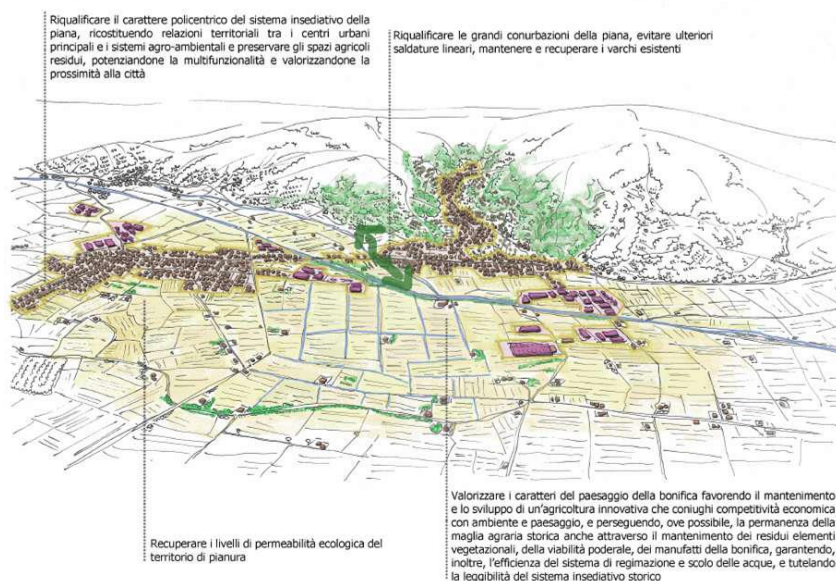 Riqualificare il carattere policentrico del sistema insediativo della
piana, ricostituendo relazioni territoriali tra i centri urbani
principali e i sistemi agro-ambientali e preservare gli spazi agricoli
residui, potenziandone la multifunzionalità e valorizzandone la
prossimità alla città
Riqualificare le grandi conurbazioni della piana, evitare ulteriori
saldature lineari, mantenere e recuperare i varchi esistenti
Recuperare i livelli di permeabilità ecologica del
territorio di pianura
Valorizzare i caratteri del paesaggio della bonifica favorendo il mantenimento
e lo sviluppo di un'agricoltura innovativa che coniughi competitività economica
con ambiente e paesaggio, e perseguendo, ove possibile, la permanenza della
maglia agraria storica anche attraverso il mantenimento dei residui elementi
vegetazionali, della viabilità poderale, dei manufatti della bonifica, garantendo,
inoltre, l'efficienza del sistema di regimazione e scolo delle acque, e tutelando
la leggibilità del sistema insediativo storico